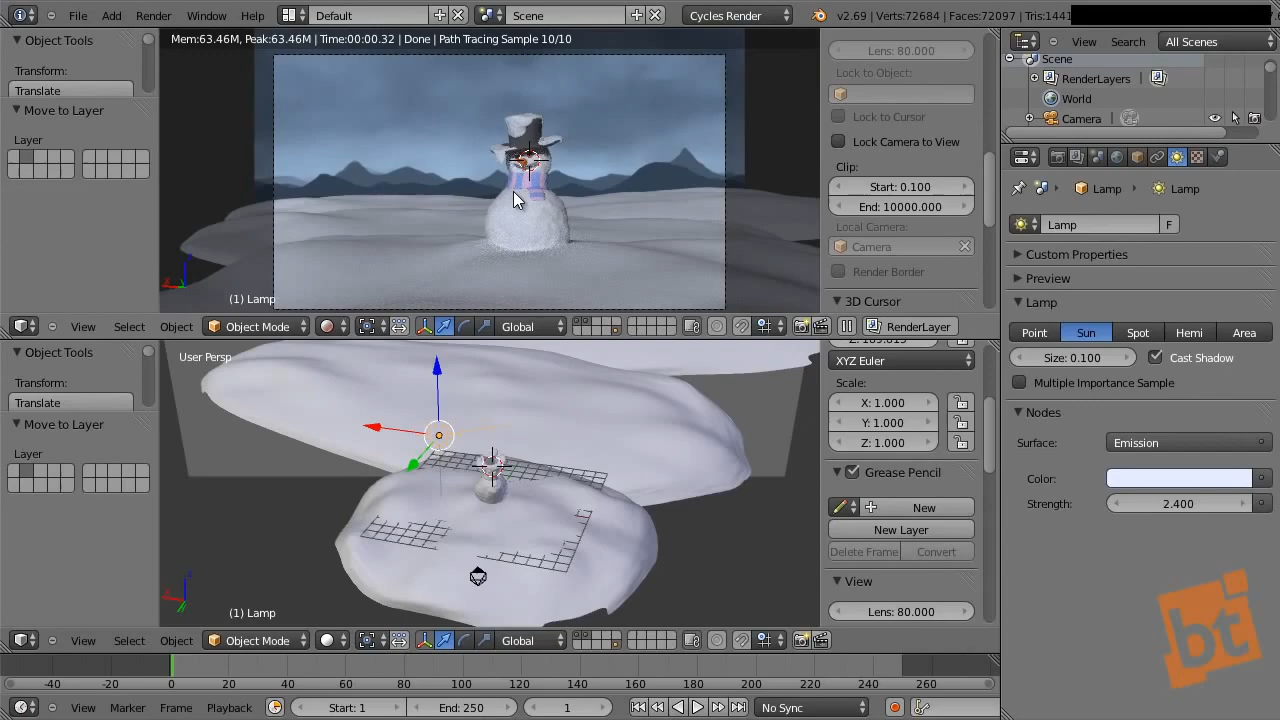 File Add Render Window Help Default Scene Cycles Render v2.69 | Verts:72684 | Faces:72097 | Tris:1441
Object Tools
Transform:
Translate
Move to Layer
Layer
Mem:63.46M, Peak:63.46M | Time:00:00.32 | Done | Path Tracing Sample 10/10
(1) Lamp
Lens: 80.000
Lock to Object:
Lock to Cursor
Lock Camera to View
Clip:
Start: 0.100
End: 10000.000
Local Camera:
Camera
Render Border
3D Cursor
View Select Object Object Mode Global RenderLayer
Object Tools
Transform:
Translate
Move to Layer
Layer
User Persp
(1) Lamp
XYZ Euler
Scale:
X: 1.000
Y: 1.000
Z: 1.000
Grease Pencil
New
New Layer
Delete Frame Convert
View
Lens: 80.000
View Select Object Object Mode Global
-40 -20 0 20 40 60 80 100 120 140 160 180 200 220 240 260
View Marker Frame Playback Start: 1 End: 250 1 No Sync
View Search All Scenes
Scene
RenderLayers
World
Camera
Lamp Lamp
Lamp F
Custom Properties
Preview
Lamp
Point Sun Spot Hemi Area
Size: 0.100 Cast Shadow
Multiple Importance Sample
Nodes
Surface: Emission
Color:
Strength: 2.400
bt